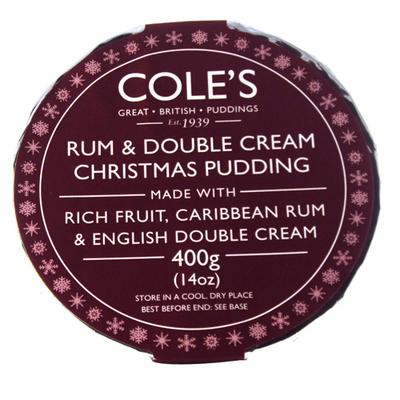 COLE'S
GREAT • BRITISH • PUDDINGS
Est. 1939
RUM & DOUBLE CREAM
CHRISTMAS PUDDING
MADE WITH
RICH FRUIT, CARIBBEAN RUM
& ENGLISH DOUBLE CREAM
400g
(14oz)
STORE IN A COOL, DRY PLACE
BEST BEFORE END: SEE BASE